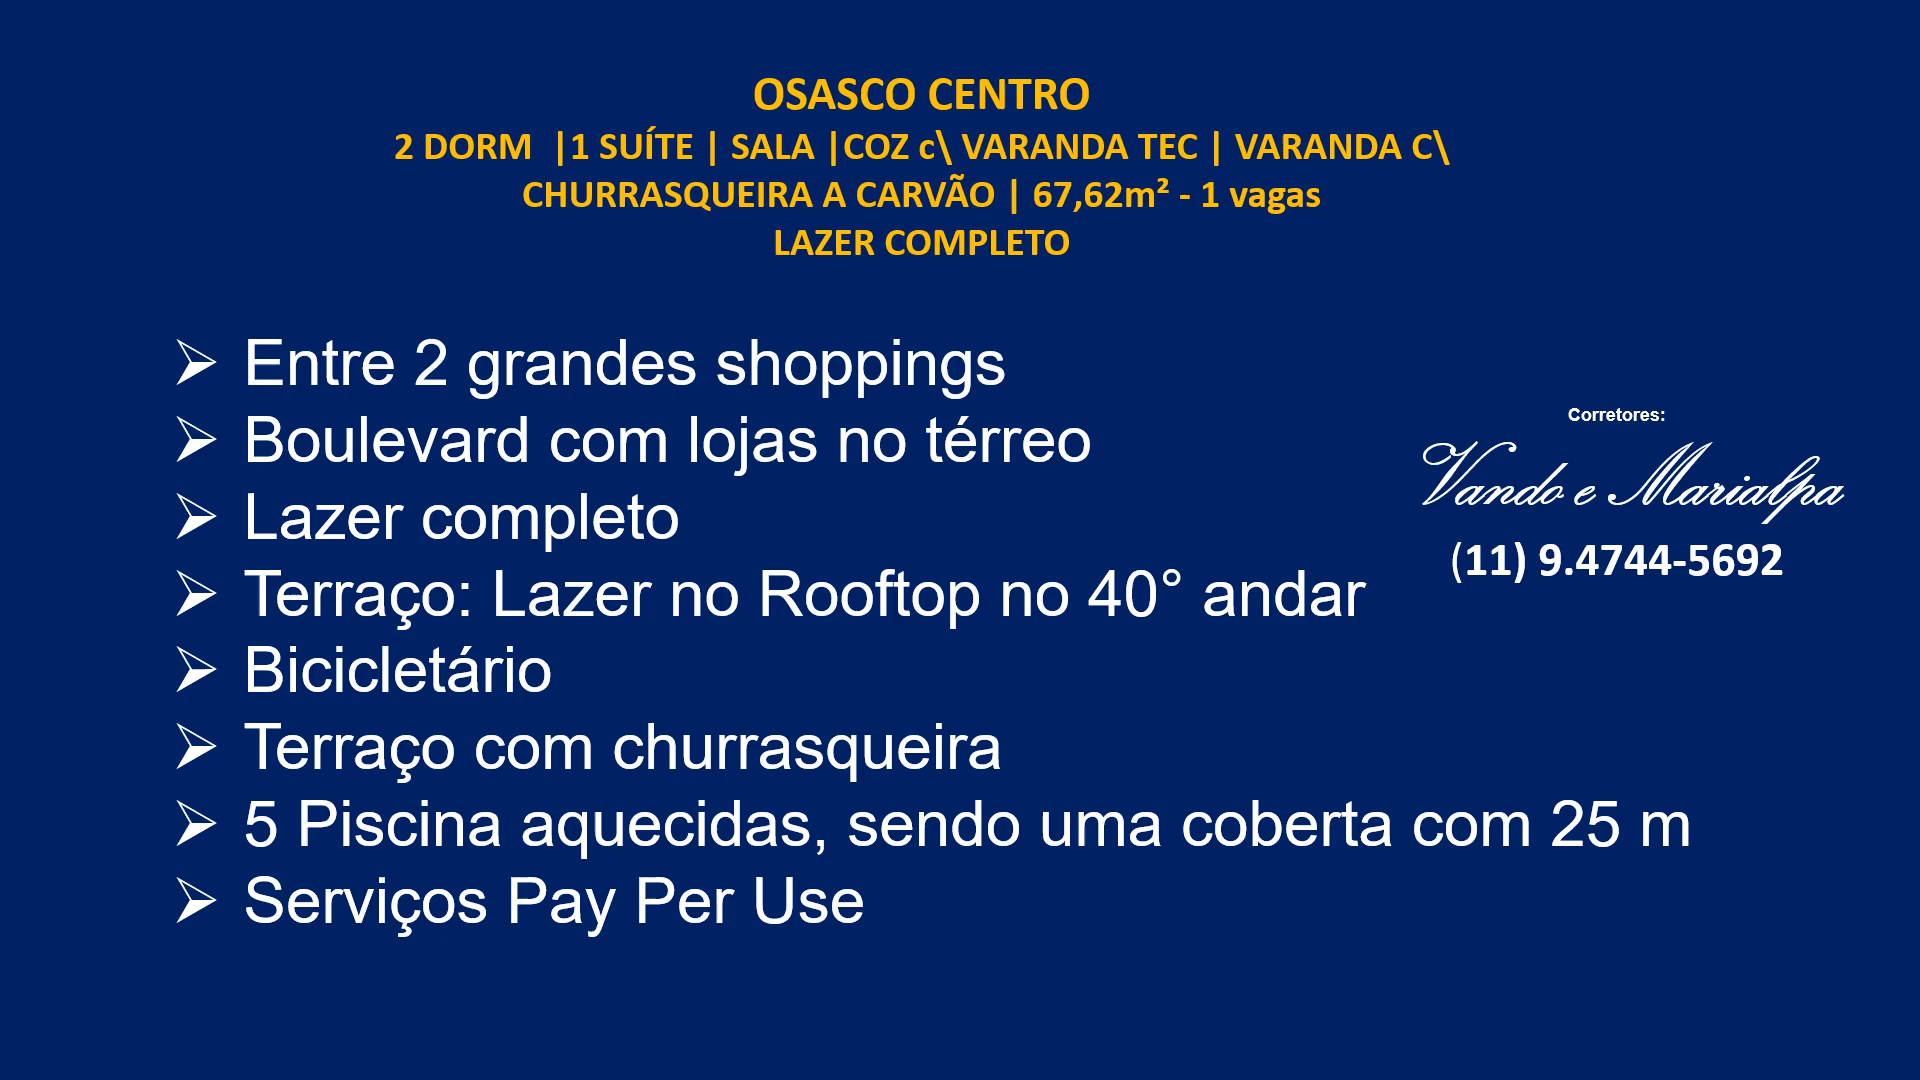 OSASCO CENTRO
2 DORM |1 SUÍTE | SALA |COZ c\ VARANDA TEC | VARANDA C\
CHURRASQUEIRA A CARVÃO | 67,62m² - 1 vagas
LAZER COMPLETO
➢ Entre 2 grandes shoppings
➢ Boulevard com lojas no térreo
➢ Lazer completo
➢ Terraço: Lazer no Rooftop no 40° andar
➢ Bicicletário
➢ Terraço com churrasqueira
➢ 5 Piscina aquecidas, sendo uma coberta com 25 m
➢ Serviços Pay Per Use
Corretores:
Vando e Marialpa
(11) 9.4744-5692